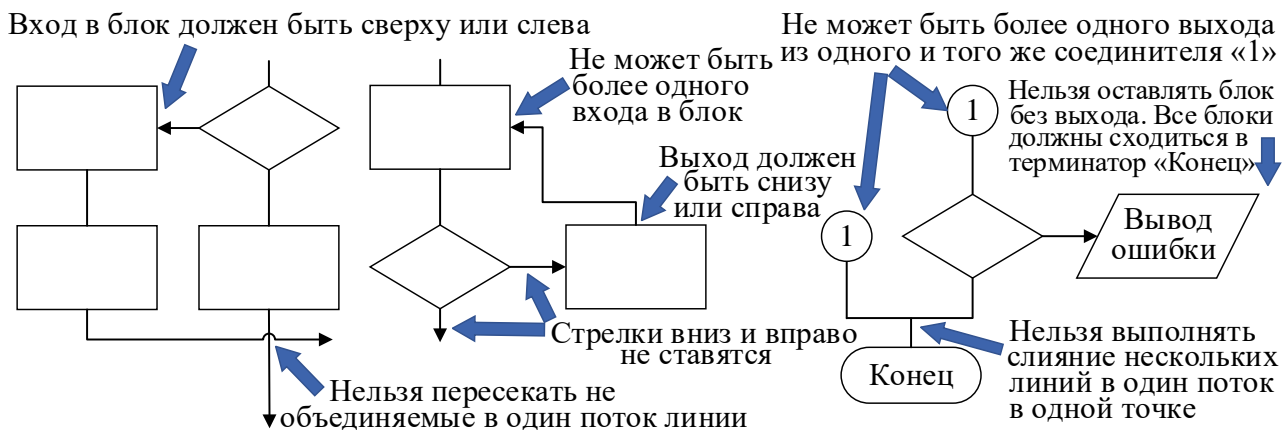 Вход в блок должен быть сверху или слева
Не может быть
более одного
входа в блок
Выход должен
быть снизу
или справа
Стрелки вниз и вправо
не ставятся
Нельзя пересекать не
объединяемые в один поток линии
Не может быть более одного выхода
из одного и того же соединителя «1»
1
Нельзя оставлять блок
без выхода. Все блоки
должны сходиться в
терминатор «Конец»
1
Вывод
ошибки
Нельзя выполнять
слияние нескольких
линий в один поток
в одной точке
Конец